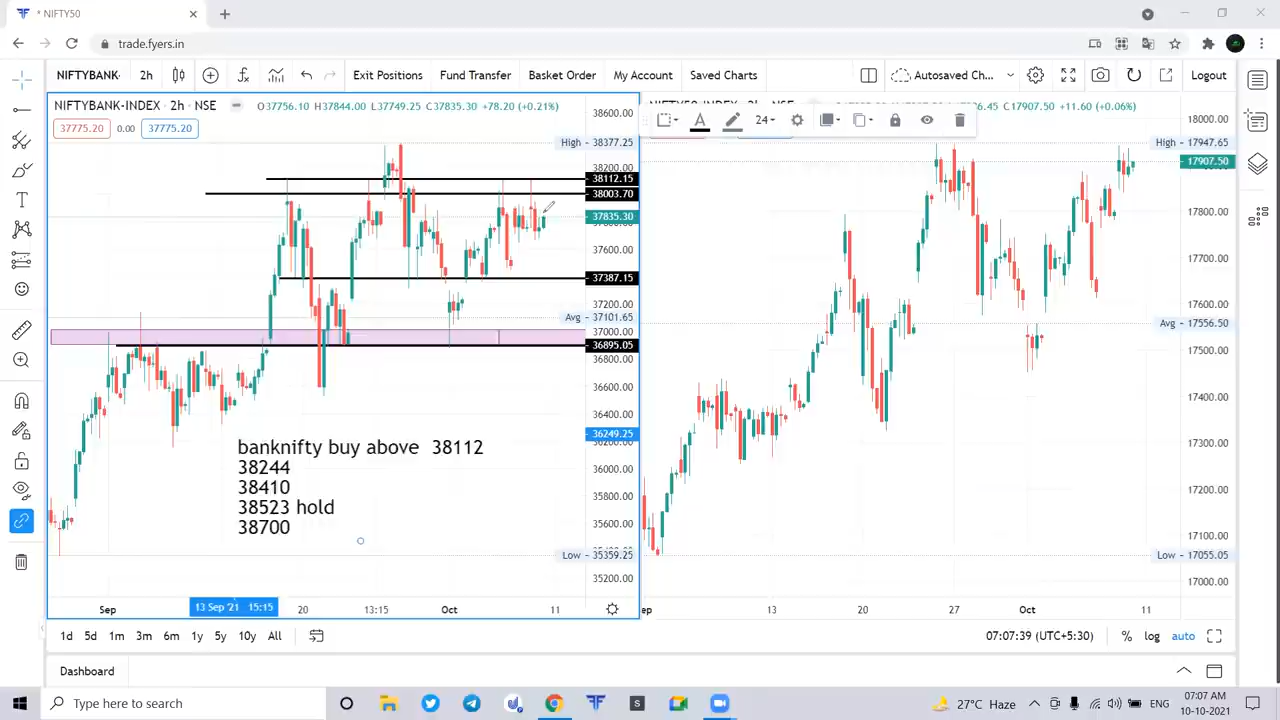 * NIFTY50
trade.fyers.in
NIFTYBANK- 2h Exit Positions Fund Transfer Basket Order My Account Saved Charts Autosaved Ch... Logout
NIFTYBANK-INDEX · 2h · NSE O37756.10 H37844.00 L37749.25 C37835.30 +78.20 (+0.21%)
37775.20 0.00 37775.20
C17907.50 +11.60 (+0.06%)
24
38600.00
High - 38377.25
38200.00
38112.15
38003.70
37835.30
37600.00
37387.15
37200.00
Avg - 37101.65
37000.00
36895.05
36800.00
36600.00
36400.00
36249.25
36000.00
35800.00
35600.00
Low - 35359.25
35200.00
banknifty buy above 38112
38244
38410
38523 hold
38700
Sep 13 Sep '21 15:15 20 13:15 Oct 11
18000.00
High - 17947.65
17907.50
17800.00
17700.00
17600.00
Avg - 17556.50
17500.00
17400.00
17300.00
17200.00
17100.00
Low - 17055.05
17000.00
13 20 27 Oct 11
1d 5d 1m 3m 6m 1y 5y 10y All 07:07:39 (UTC+5:30) % log auto
Dashboard
Type here to search
27°C Haze ENG 07:07 AM
10-10-2021